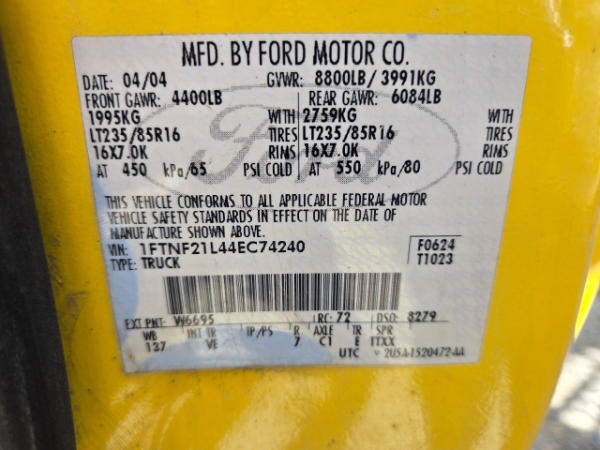 MFD. BY FORD MOTOR CO.
DATE: 04/04 GVWR: 8800LB/ 3991KG
FRONT GAWR: 4400LB REAR GAWR: 6084LB
1995KG WITH 2759KG WITH
LT235/85R16 TIRES LT235/85R16 TIRES
16X7.0K RIMS 16X7.0K RIMS
AT 450 kPa/65 PSI COLD AT 550 kPa/80 PSI COLD
Ford
THIS VEHICLE CONFORMS TO ALL APPLICABLE FEDERAL MOTOR
VEHICLE SAFETY STANDARDS IN EFFECT ON THE DATE OF
MANUFACTURE SHOWN ABOVE.
VIN: 1FTNF21L44EC74240 F0624
TYPE: TRUCK T1023
EXT PNT: W6695 RC: 72 DSO: 8279
WB INT TR TP/PS R AXLE TR SPR
137 VE 7 C1 E TTXX
UTC